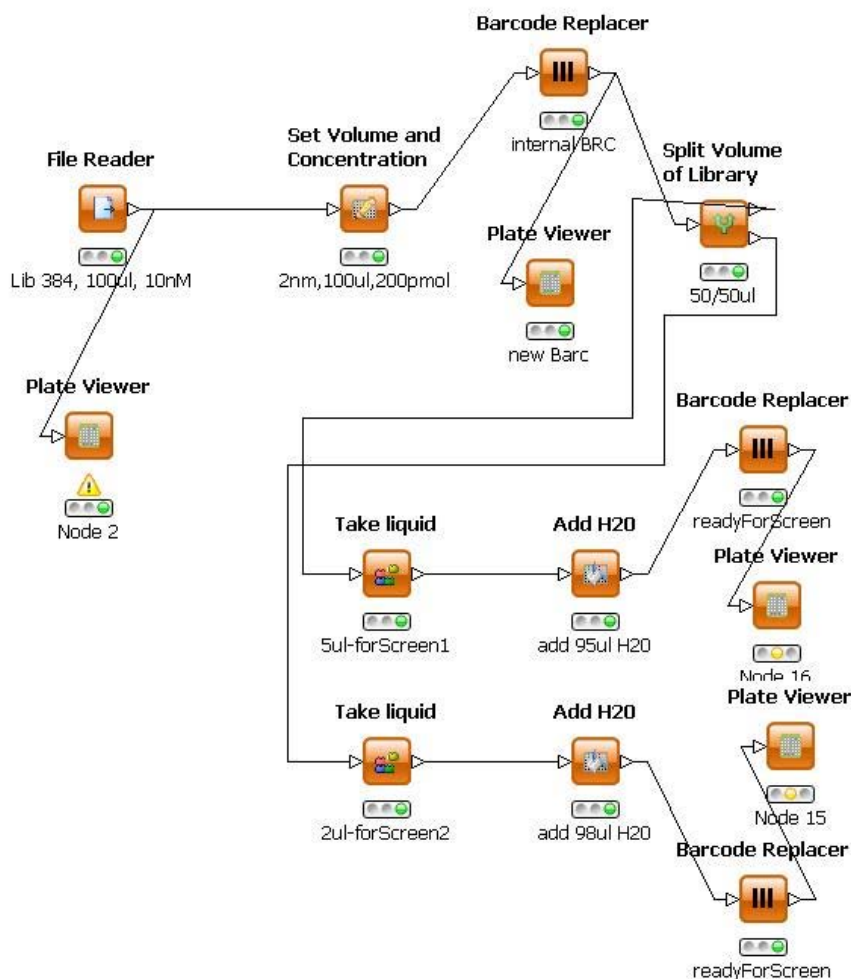 Barcode Replacer
internal BRC
Set Volume and
Concentration
2nm,100ul,200pmol
File Reader
Lib 384, 100ul, 10nM
Split Volume
of Library
50/50ul
Plate Viewer
new Barc
Plate Viewer
Node 2
Barcode Replacer
readyForScreen
Take liquid
5ul-forScreen1
Add H20
add 95ul H20
Plate Viewer
Node 16
Take liquid
2ul-forScreen2
Add H20
add 98ul H20
Plate Viewer
Node 15
Barcode Replacer
readyForScreen